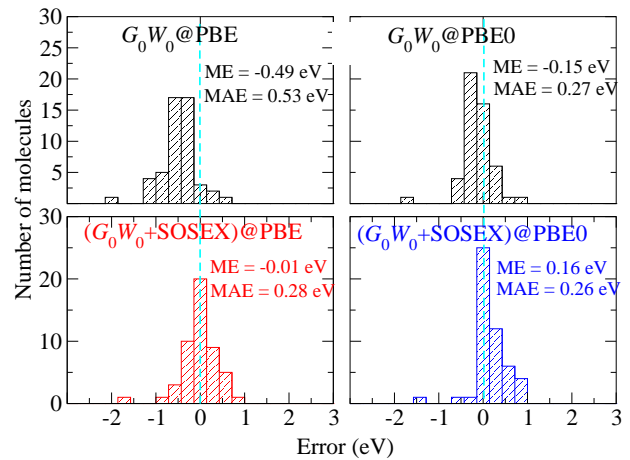 30
25
20
15
10
5
G0W0@PBE
ME = -0.49 eV
MAE = 0.53 eV
G0W0@PBE0
ME = -0.15 eV
MAE = 0.27 eV
Number of molecules
30
20
10
0
(G0W0+SOSEX)@PBE
ME = -0.01 eV
MAE = 0.28 eV
(G0W0+SOSEX)@PBE0
ME = 0.16 eV
MAE = 0.26 eV
-2 -1 0 1 2 3
-2 -1 0 1 2 3
Error (eV)